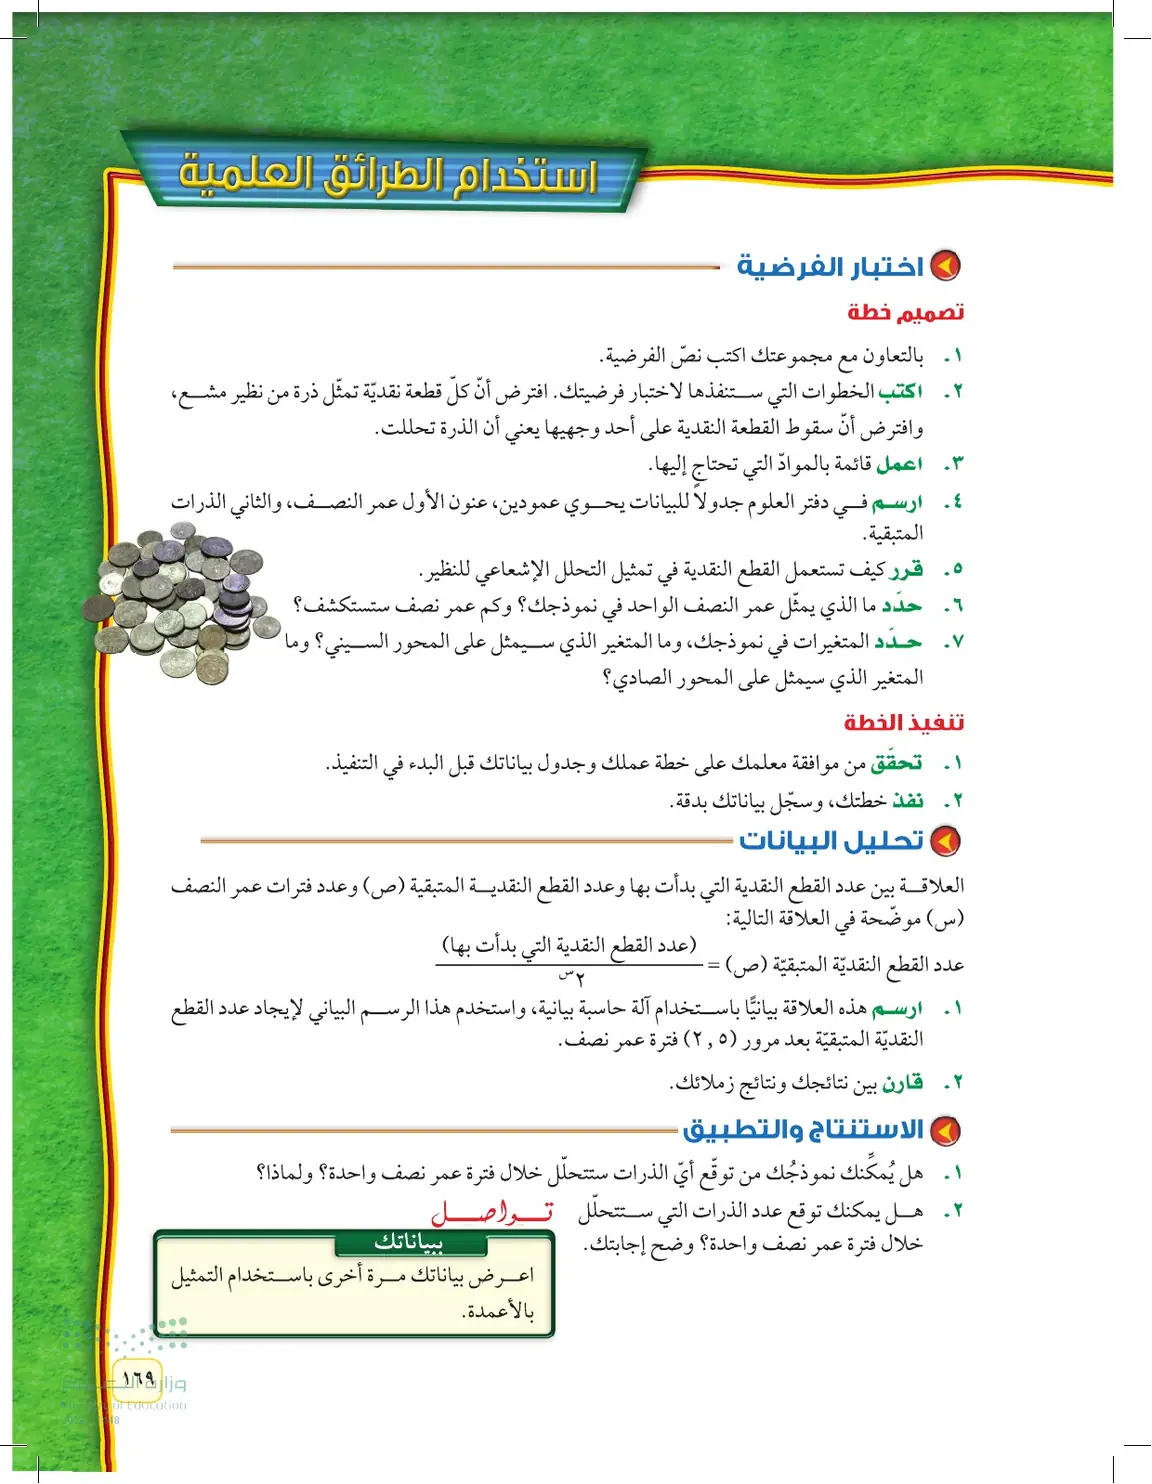 استخدام الطرائق العلمية
اختبار الفرضية
تصميم خطة
١. بالتعاون مع مجموعتك اكتب نصّ الفرضية.
٢. اكتب الخطوات التي ستنفذها لاختبار فرضيتك. افترض أنّ كلّ قطعة نقديّة تمثّل ذرة من نظير مشع،
وافترض أنّ سقوط القطعة النقدية على أحد وجهيها يعني أن الذرة تحللت.
٣. اعمل قائمة بالموادّ التي تحتاج إليها.
٤. ارسم في دفتر العلوم جدولاً للبيانات يحوي عمودين، عنون الأول عمر النصف، والثاني الذرات
المتبقية.
٥. قرر كيف تستعمل القطع النقدية في تمثيل التحلل الإشعاعي للنظير.
٦. حدّد ما الذي يمثّل عمر النصف الواحد في نموذجك؟ وكم عمر نصف ستستكشف؟
٧. حدّد المتغيرات في نموذجك، وما المتغير الذي سيمثل على المحور السيني؟ وما
المتغير الذي سيمثل على المحور الصادي؟
تنفيذ الخطة
١. تحقّق من موافقة معلمك على خطة عملك وجدول بياناتك قبل البدء في التنفيذ.
٢. نفذ خطتك، وسجّل بياناتك بدقة.
تحليل البيانات
العلاقة بين عدد القطع النقدية التي بدأت بها وعدد القطع النقدية المتبقية (ص) وعدد فترات عمر النصف
(س) موضّحة في العلاقة التالية:
(عدد القطع النقدية التي بدأت بها)
عدد القطع النقديّة المتبقيّة (ص) =
٢س
١. ارسم هذه العلاقة بيانيًّا باستخدام آلة حاسبة بيانية، واستخدم هذا الرسم البياني لإيجاد عدد القطع
النقديّة المتبقيّة بعد مرور (٢,٥) فترة عمر نصف.
٢. قارن بين نتائجك ونتائج زملائك.
الاستنتاج والتطبيق
١. هل يُمكِّنك نموذجُك من توقّع أيّ الذرات ستتحلّل خلال فترة عمر نصف واحدة؟ ولماذا؟
٢. هل يمكنك توقع عدد الذرات التي ستتحلّل
خلال فترة عمر نصف واحدة؟ وضح إجابتك.
تواصل
ببياناتك
اعرض بياناتك مرة أخرى باستخدام التمثيل
بالأعمدة.
وزارة التعليم
١٦٩
Ministry of Education